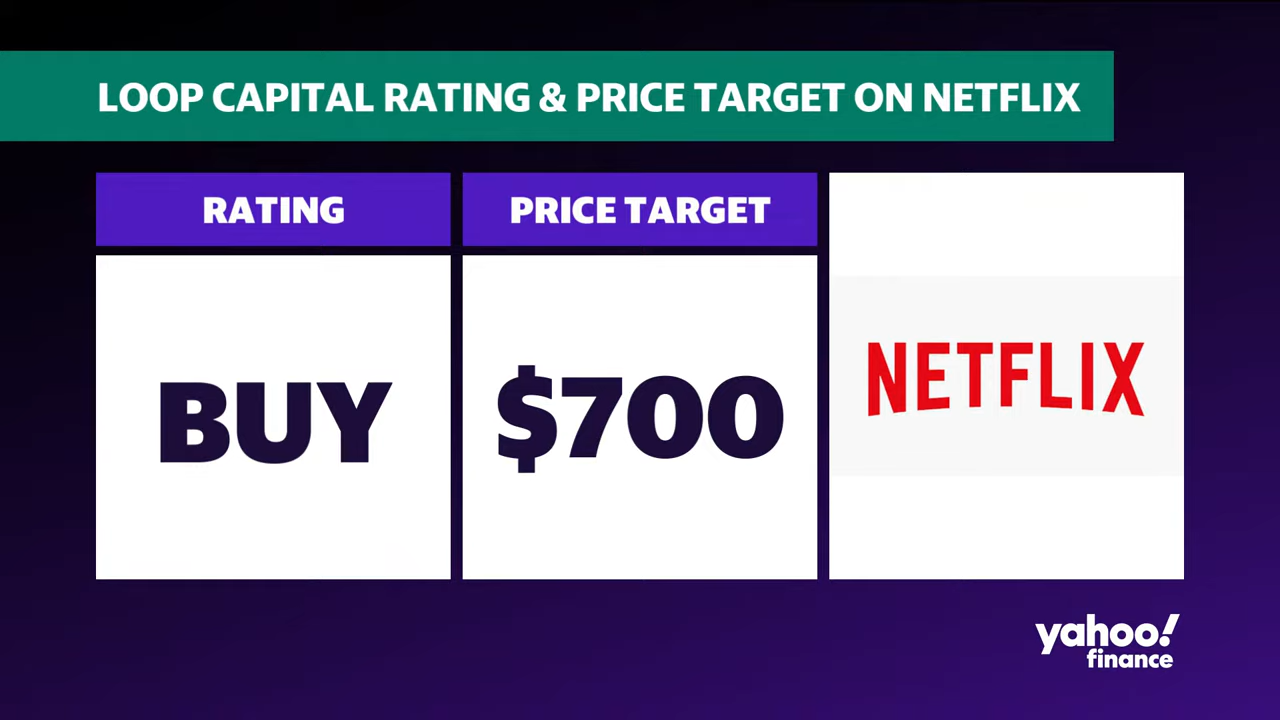 LOOP CAPITAL RATING & PRICE TARGET ON NETFLIX
RATING
BUY
PRICE TARGET
$700
NETFLIX
yahoo!
finance